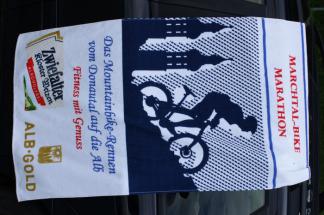 MARCHTAL-BIKE
MARATHON
Das Mountainbike-Rennen
vom Donautal auf die Alb
Fitness mit Genuss
Zwiefalter
ALB-GOLD